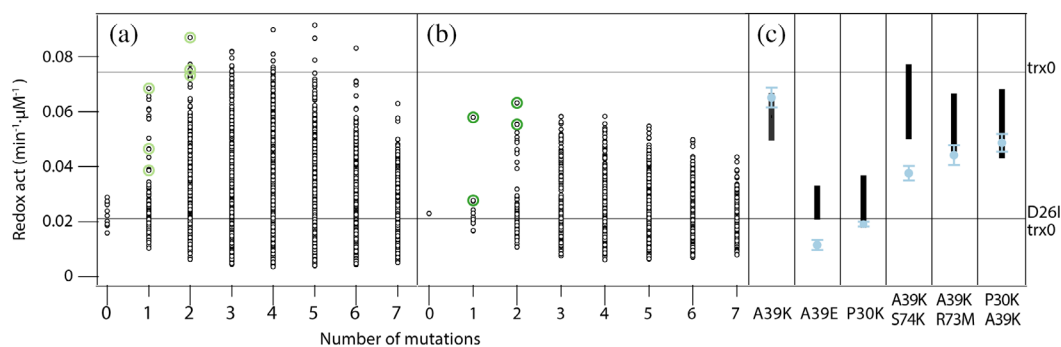 (a)
(b)
(c)
Redox act (min⁻¹·μM⁻¹)
0.08
0.06
0.04
0.02
0
trx0
D26I
trx0
0 1 2 3 4 5 6 7
0 1 2 3 4 5 6 7
A39K
A39E
P30K
A39K
S74K
A39K
R73M
P30K
A39K
Number of mutations